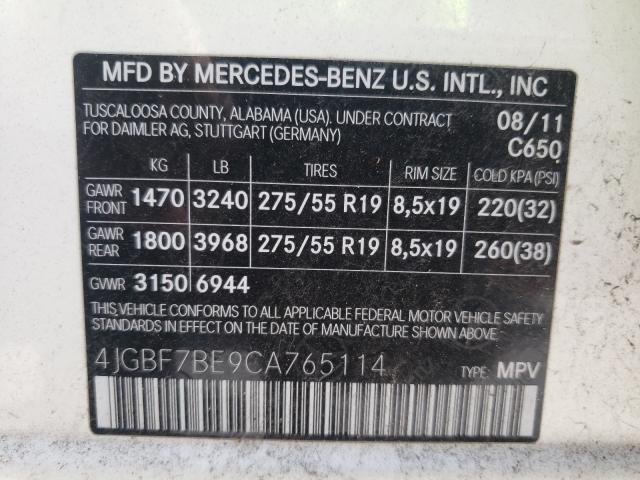 MFD BY MERCEDES-BENZ U.S. INTL., INC
TUSCALOOSA COUNTY, ALABAMA (USA). UNDER CONTRACT 08/11
FOR DAIMLER AG, STUTTGART (GERMANY) C650
KG LB TIRES RIM SIZE COLD KPA (PSI)
GAWR FRONT 1470 3240 275/55 R19 8,5x19 220(32)
GAWR REAR 1800 3968 275/55 R19 8,5x19 260(38)
GVWR 3150 6944
THIS VEHICLE CONFORMS TO ALL APPLICABLE FEDERAL MOTOR VEHICLE SAFETY
STANDARDS IN EFFECT ON THE DATE OF MANUFACTURE SHOWN ABOVE.
4JGBF7BE9CA765114 TYPE: MPV